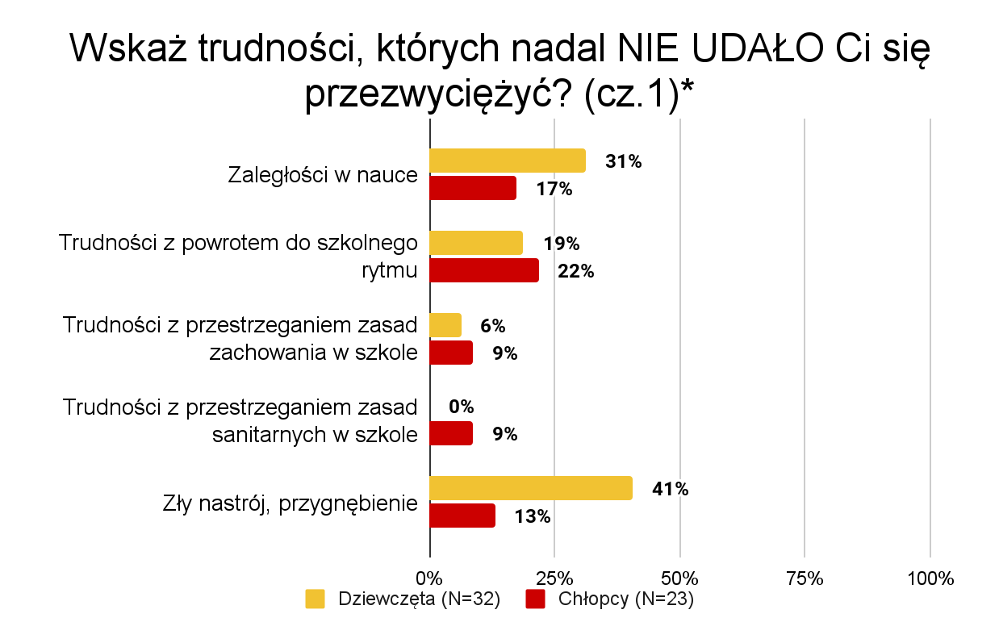 Wskaż trudności, których nadal NIE UDAŁO Ci się
przezwyciężyć? (cz.1)*
Zaległości w nauce
31%
17%
Trudności z powrotem do szkolnego
rytmu
19%
22%
Trudności z przestrzeganiem zasad
zachowania w szkole
6%
9%
Trudności z przestrzeganiem zasad
sanitarnych w szkole
0%
9%
Zły nastrój, przygnębienie
41%
13%
0% 25% 50% 75% 100%
Dziewczęta (N=32) Chłopcy (N=23)